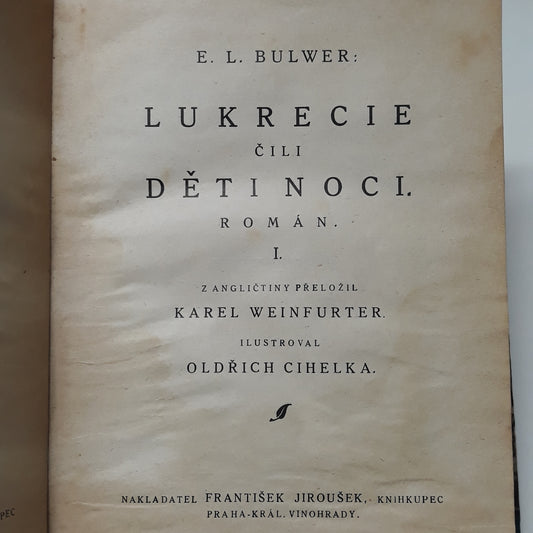 E. L. BULWER:
LUKRECIE
ČILI
DĚTI NOCI.
ROMÁN.
I.
Z ANGLIČTINY PŘELOŽIL
KAREL WEINFURTER.
ILUSTROVAL
OLDŘICH CIHELKA.
NAKLADATEL FRANTIŠEK JIROUŠEK, KNIHKUPEC
PRAHA-KRÁL. VINOHRADY.
PEC